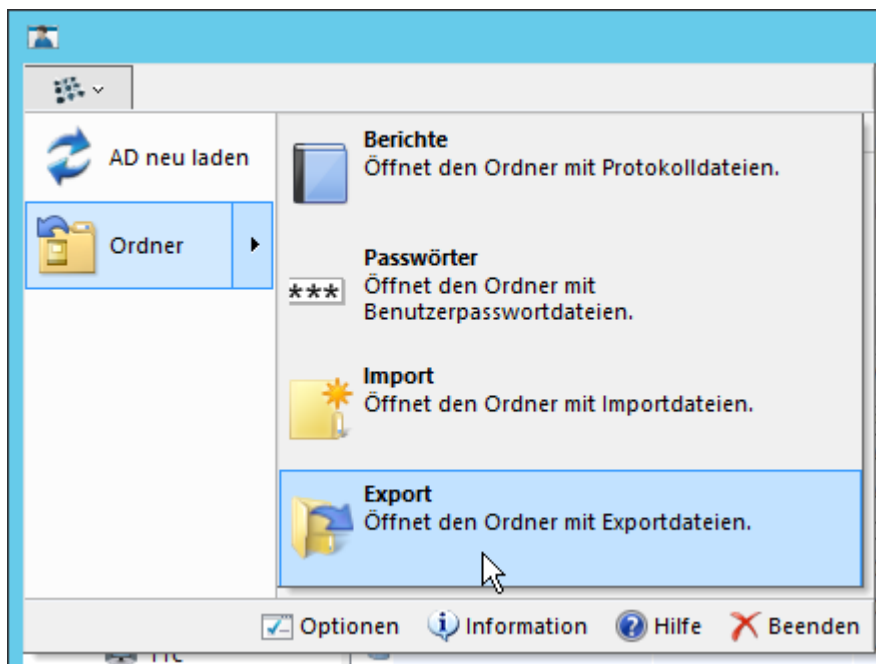 AD neu laden
Ordner
Berichte
Öffnet den Ordner mit Protokolldateien.
Passwörter
Öffnet den Ordner mit
Benutzerpasswortdateien.
***
Import
Öffnet den Ordner mit Importdateien.
Export
Öffnet den Ordner mit Exportdateien.
Optionen
Information
Hilfe
Beenden